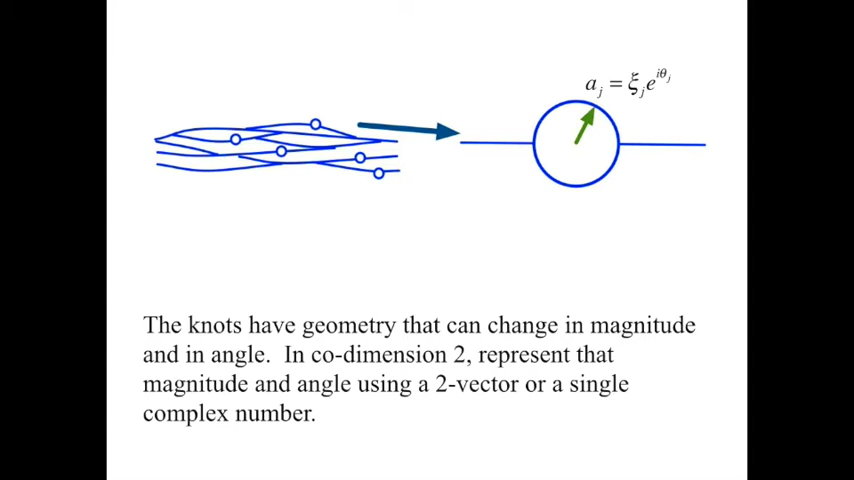 a_j = ξ_j e^{iθ_j}
The knots have geometry that can change in magnitude
and in angle. In co-dimension 2, represent that
magnitude and angle using a 2-vector or a single
complex number.